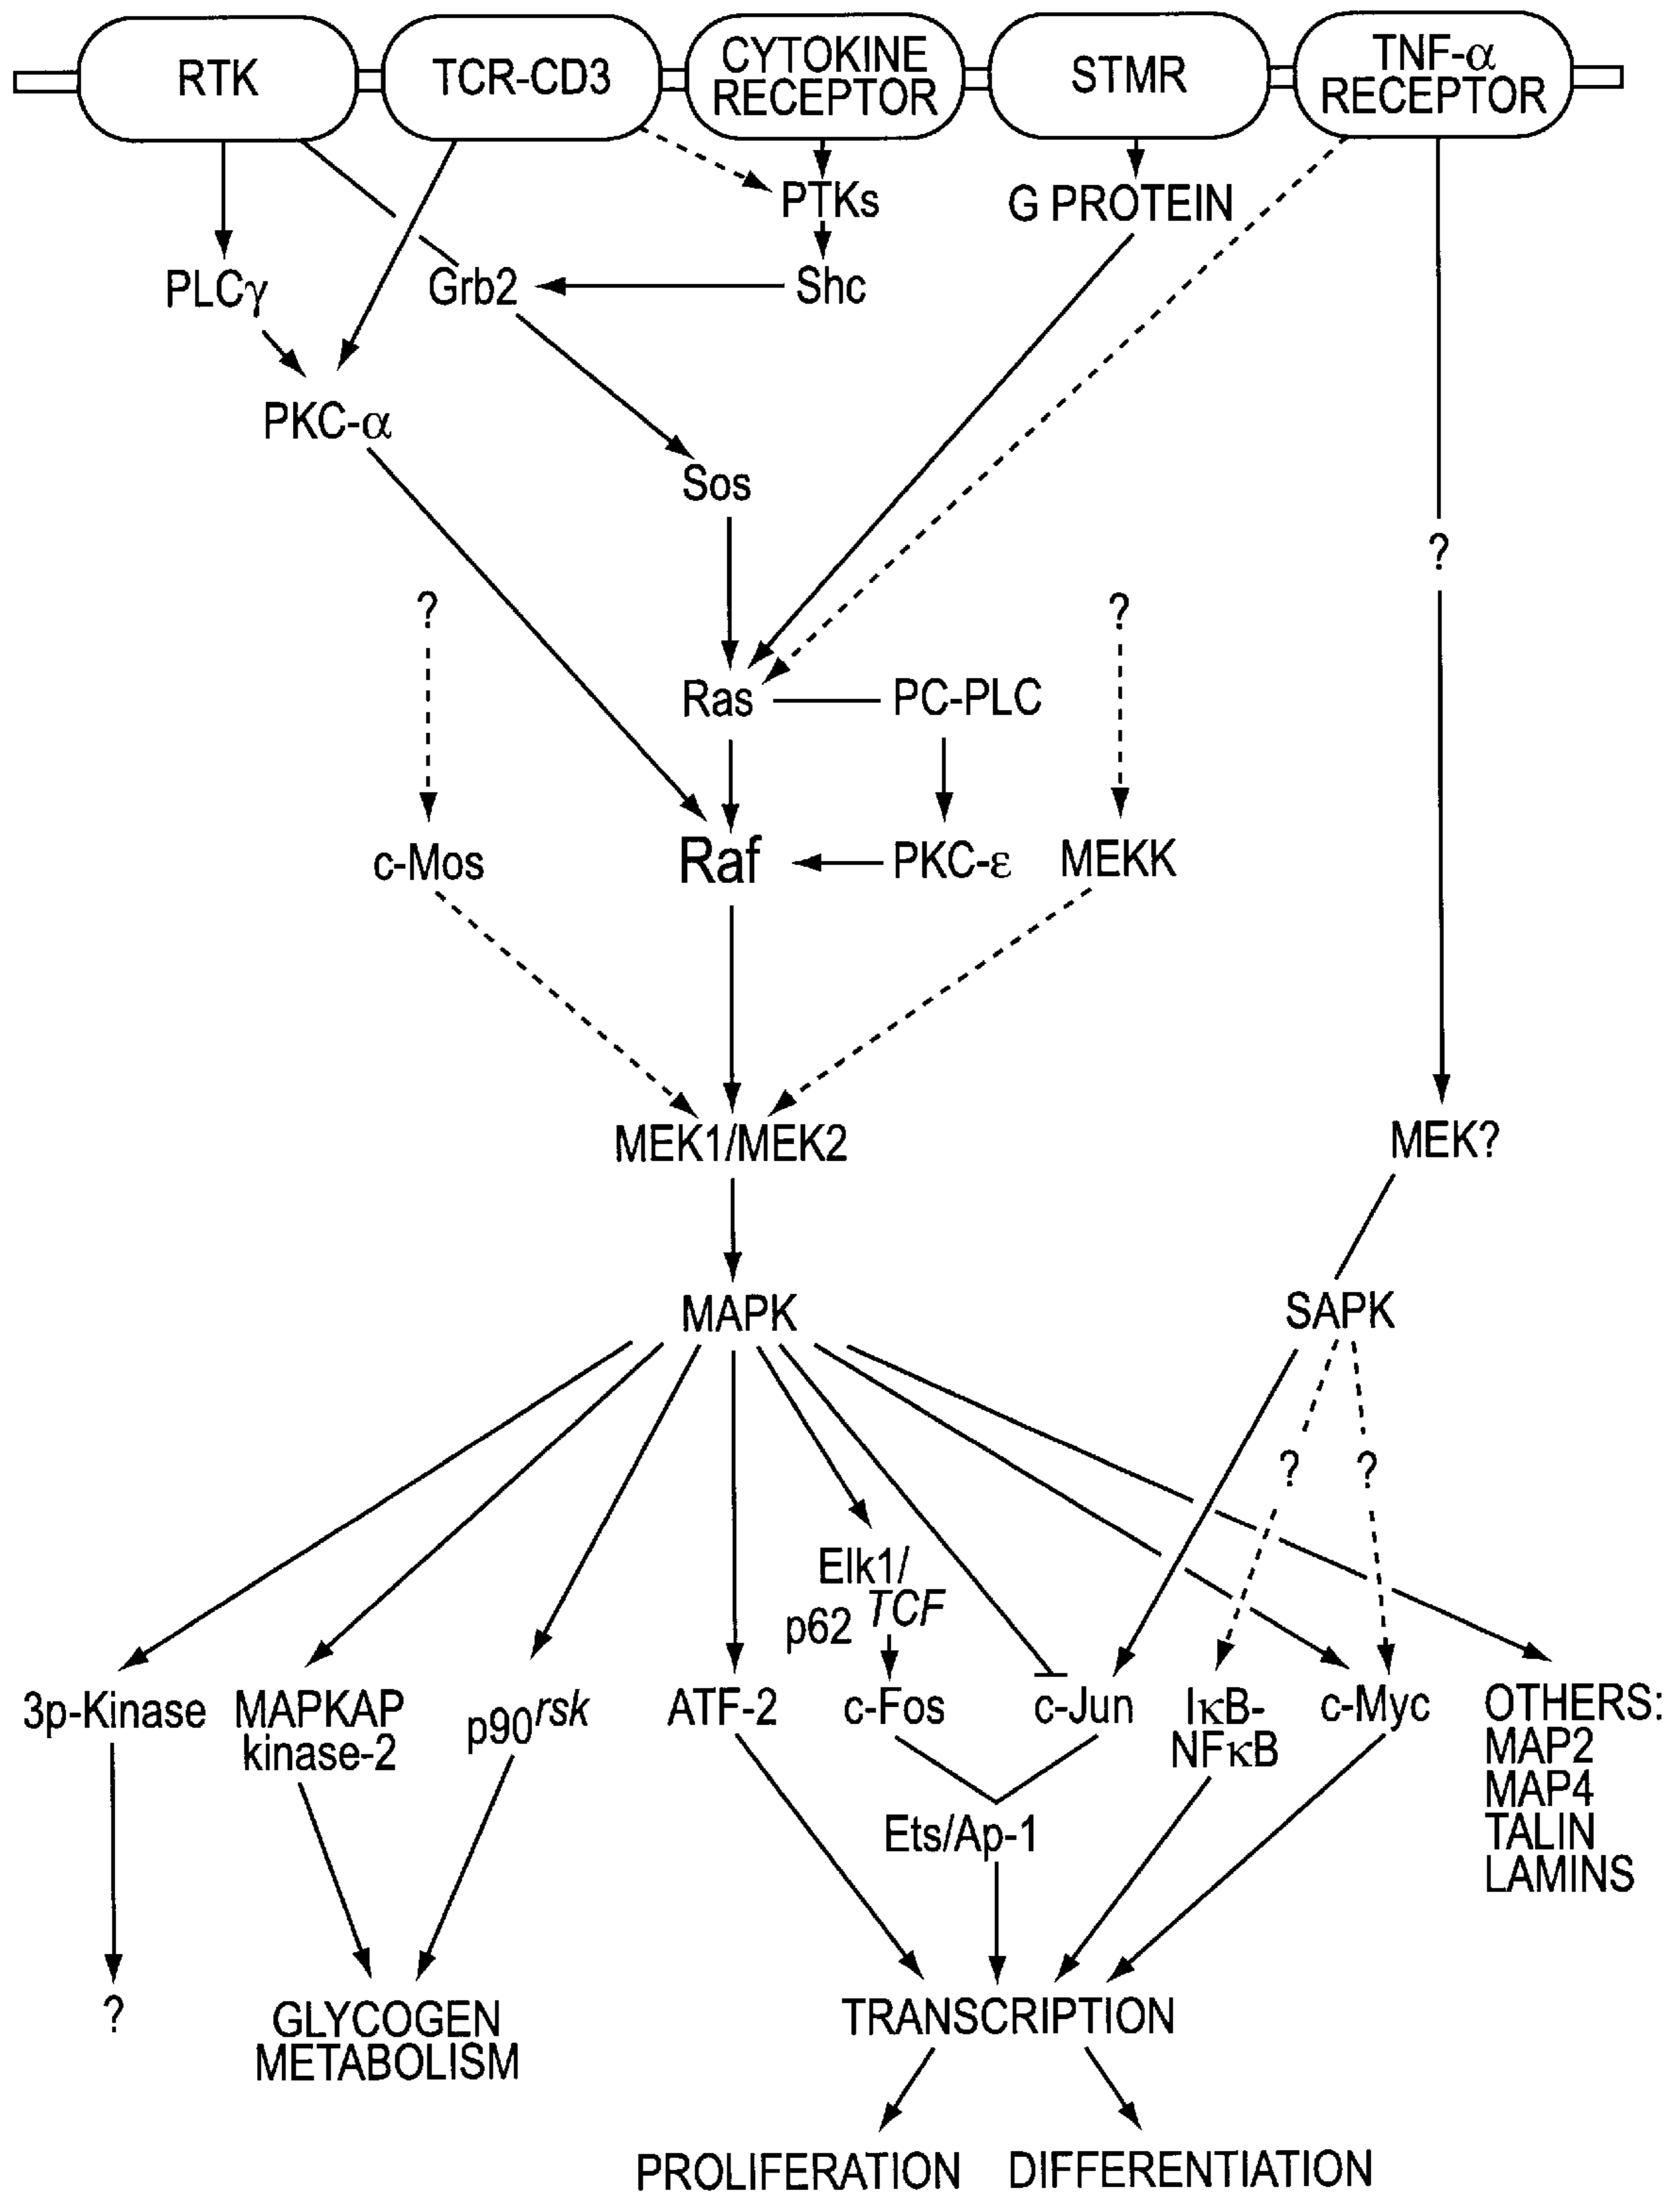 RTK
TCR-CD3
CYTOKINE
RECEPTOR
STMR
TNF-α
RECEPTOR
PTKs
G PROTEIN
PLCγ
Grb2
Shc
PKC-α
Sos
?
?
?
Ras
PC-PLC
c-Mos
Raf
PKC-ε
MEKK
MEK1/MEK2
MEK?
MAPK
SAPK
?
?
Elk1/
p62 TCF
3p-Kinase
MAPKAP
kinase-2
p90rsk
ATF-2
c-Fos
c-Jun
IκB-
NFκB
c-Myc
OTHERS:
MAP2
MAP4
TALIN
LAMINS
Ets/Ap-1
?
GLYCOGEN
METABOLISM
TRANSCRIPTION
PROLIFERATION
DIFFERENTIATION